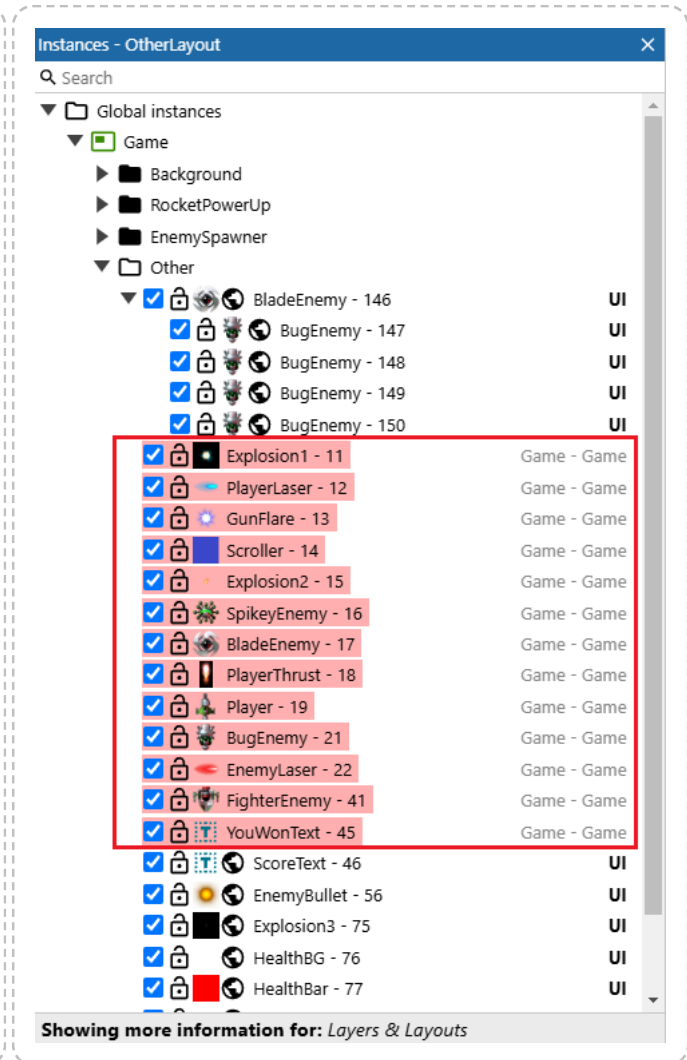 Instances - OtherLayout
Search
Global instances
Game
Background
RocketPowerUp
EnemySpawner
Other
BladeEnemy - 146 UI
BugEnemy - 147 UI
BugEnemy - 148 UI
BugEnemy - 149 UI
BugEnemy - 150 UI
Explosion1 - 11 Game - Game
PlayerLaser - 12 Game - Game
GunFlare - 13 Game - Game
Scroller - 14 Game - Game
Explosion2 - 15 Game - Game
SpikeyEnemy - 16 Game - Game
BladeEnemy - 17 Game - Game
PlayerThrust - 18 Game - Game
Player - 19 Game - Game
BugEnemy - 21 Game - Game
EnemyLaser - 22 Game - Game
FighterEnemy - 41 Game - Game
YouWonText - 45 Game - Game
ScoreText - 46 UI
EnemyBullet - 56 UI
Explosion3 - 75 UI
HealthBG - 76 UI
HealthBar - 77 UI
Showing more information for: Layers & Layouts